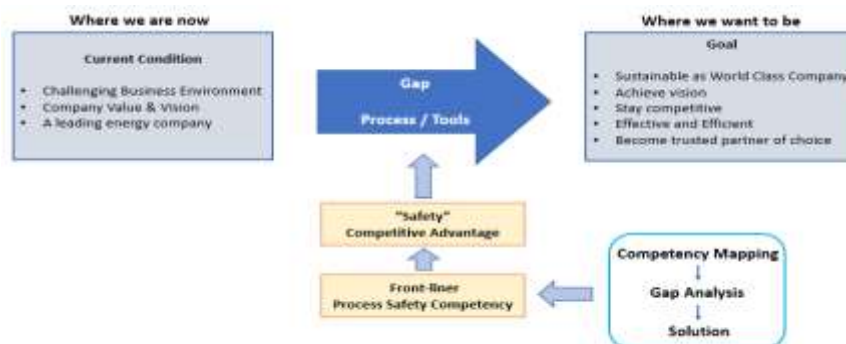 Where we are now
Current Condition
• Challenging Business Environment
• Company Value & Vision
• A leading energy company
Gap
Process / Tools
Where we want to be
Goal
• Sustainable as World Class Company
• Achieve vision
• Stay competitive
• Effective and Efficient
• Become trusted partner of choice
"Safety"
Competitive Advantage
Front-liner
Process Safety Competency
Competency Mapping
Gap Analysis
Solution